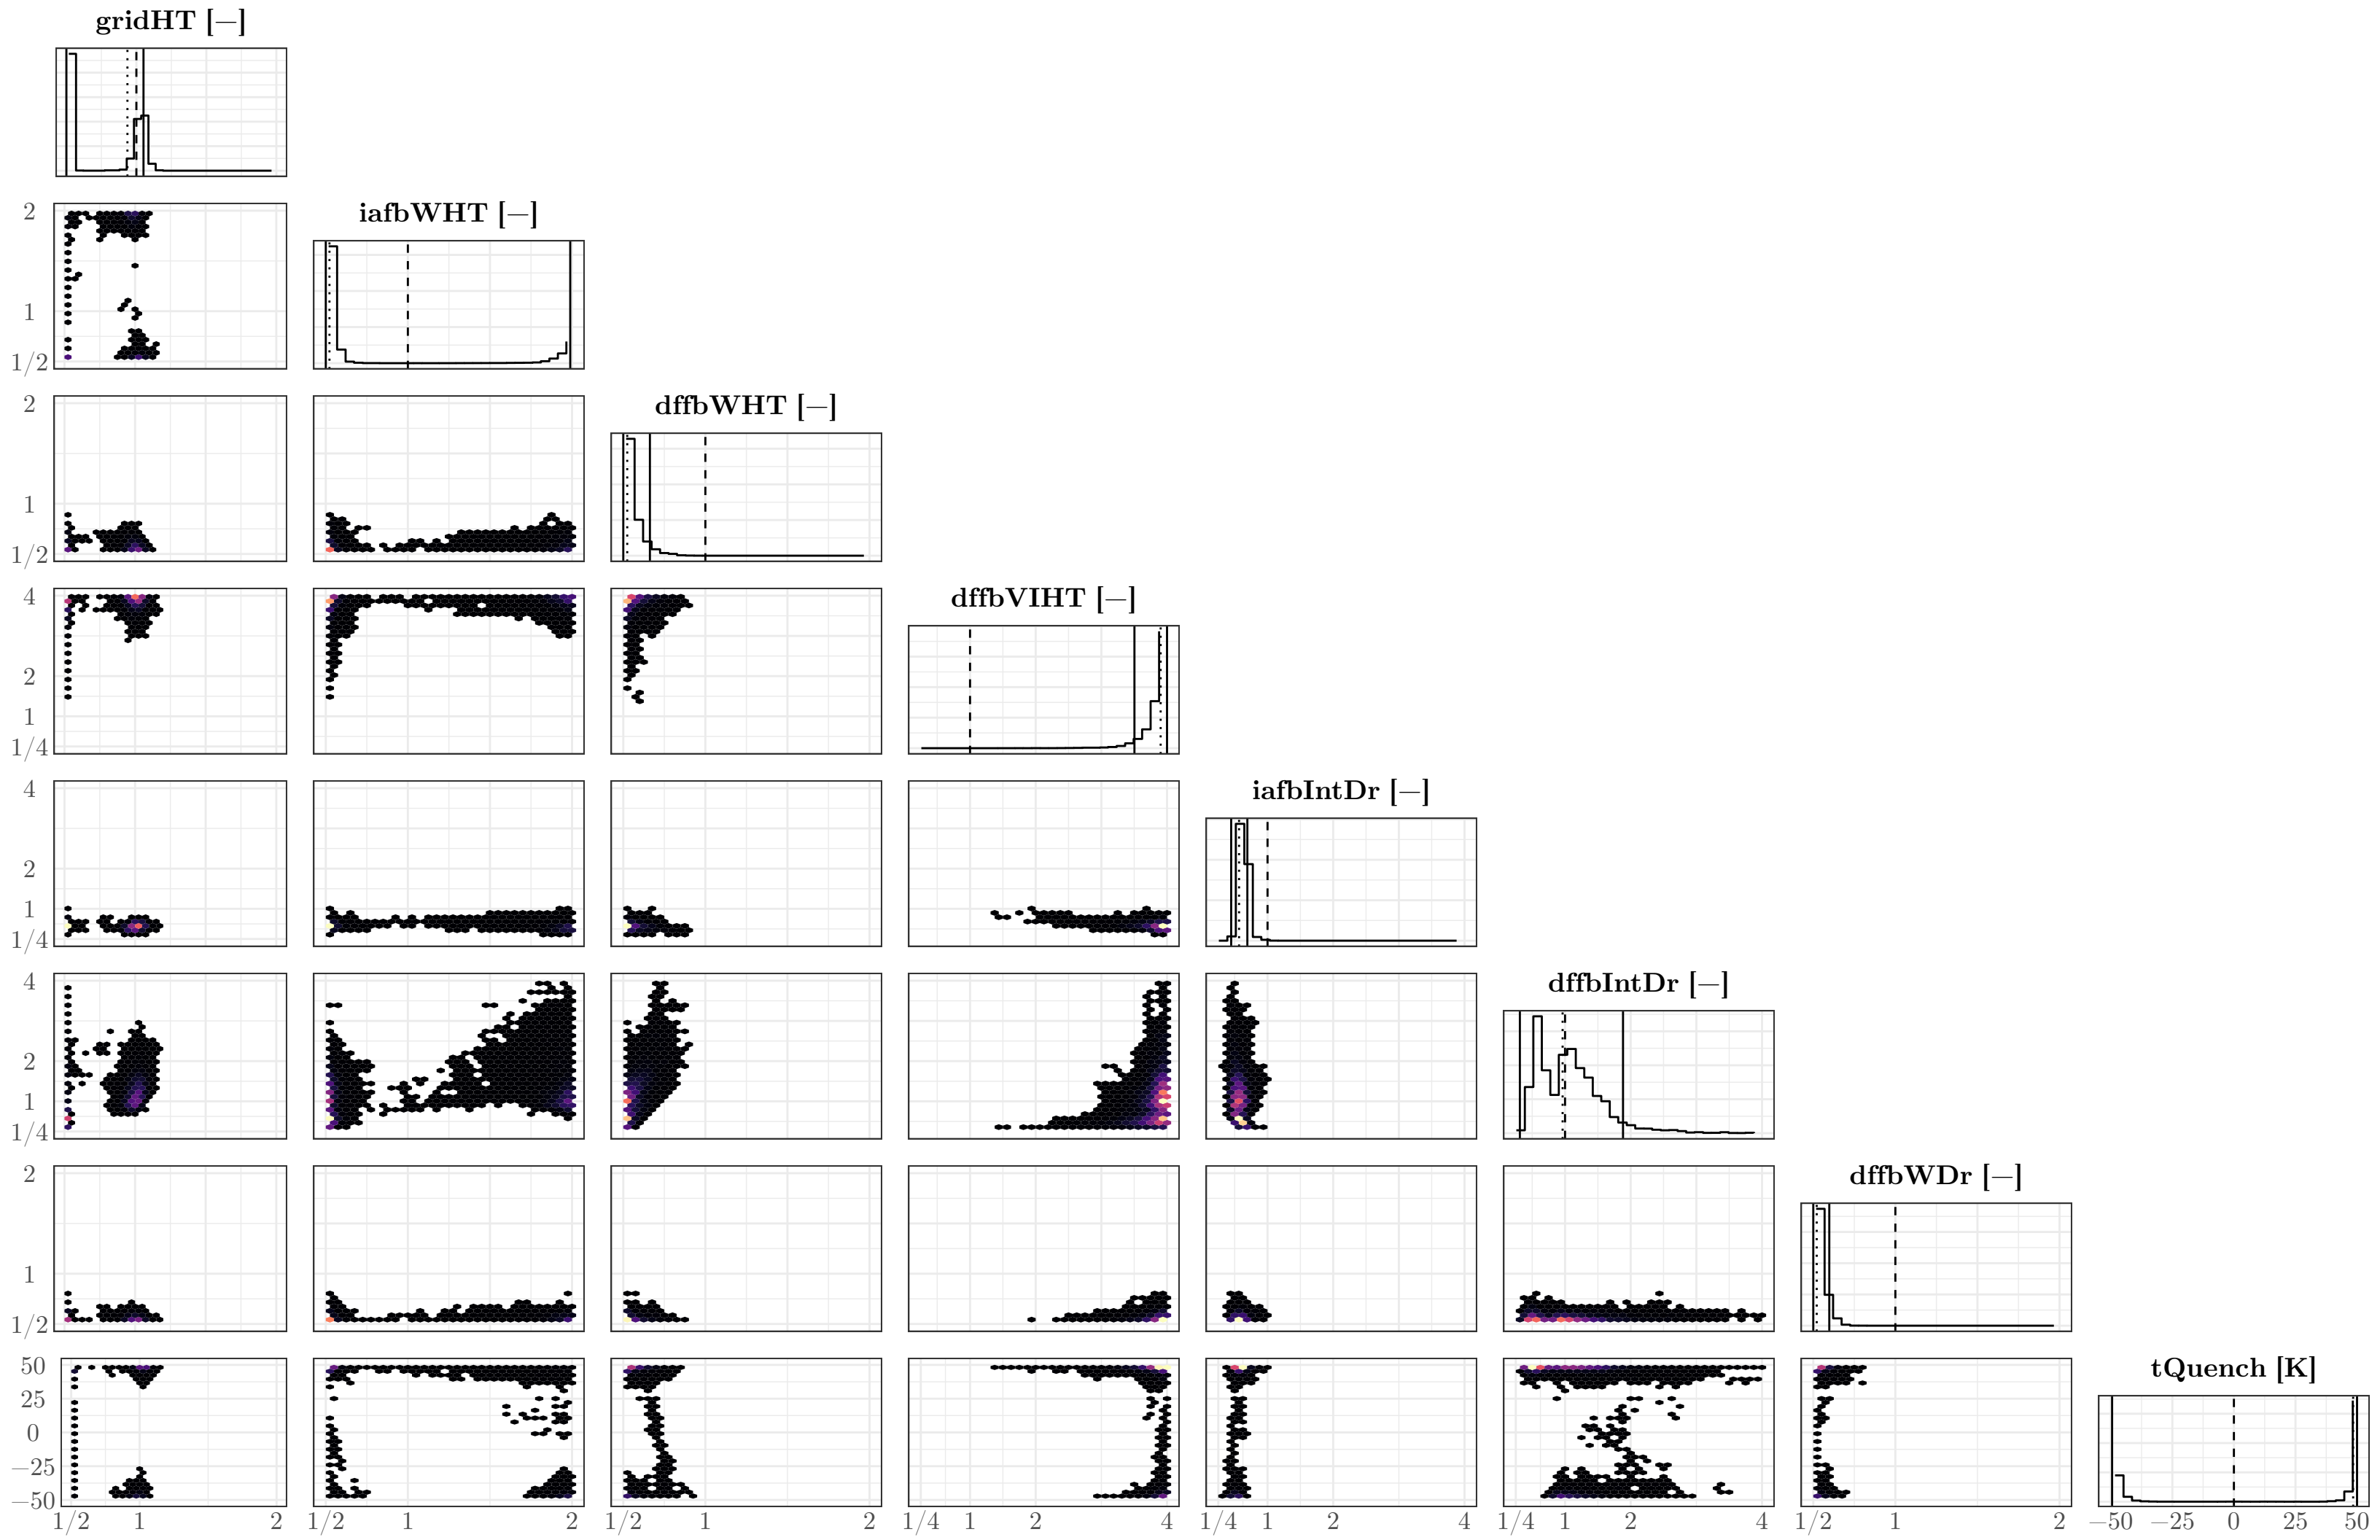 gridHT [—]
2
1
1/2
iafbWHT [—]
2
1
1/2
dffbWHT [—]
4
2
1
1/4
dffbVIHT [—]
4
2
1
1/4
iafbIntDr [—]
4
2
1
1/4
dffbIntDr [—]
2
1
1/2
dffbWDr [—]
50
25
0
−25
−50
tQuench [K]
1/2 1 2 1/2 1 2 1/2 1 2 1/4 1 2 4 1/4 1 2 4 1/4 1 2 4 1/2 1 2 −50 −25 0 25 50